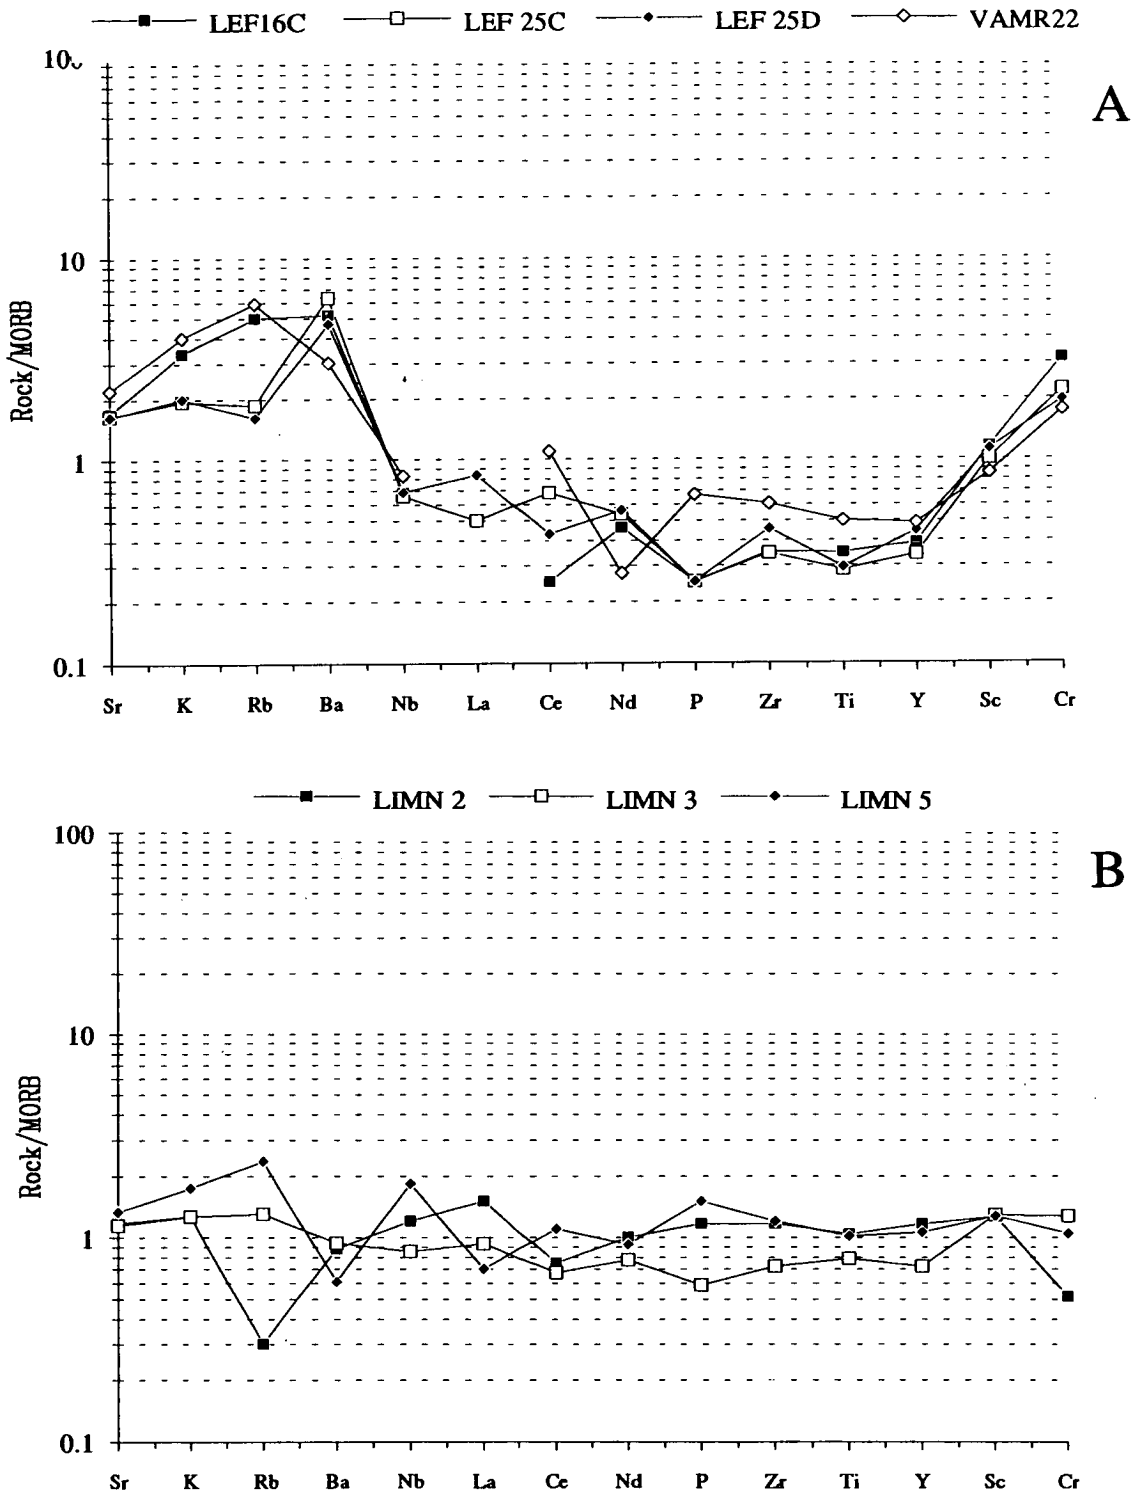 LEF16C LEF 25C LEF 25D VAMR22
A
10
1
0.1
Rock/MORB
Sr K Rb Ba Nb La Ce Nd P Zr Ti Y Sc Cr
LIMN 2 LIMN 3 LIMN 5
B
100
10
1
0.1
Rock/MORB
Sr K Rb Ba Nb La Ce Nd P Zr Ti Y Sc Cr